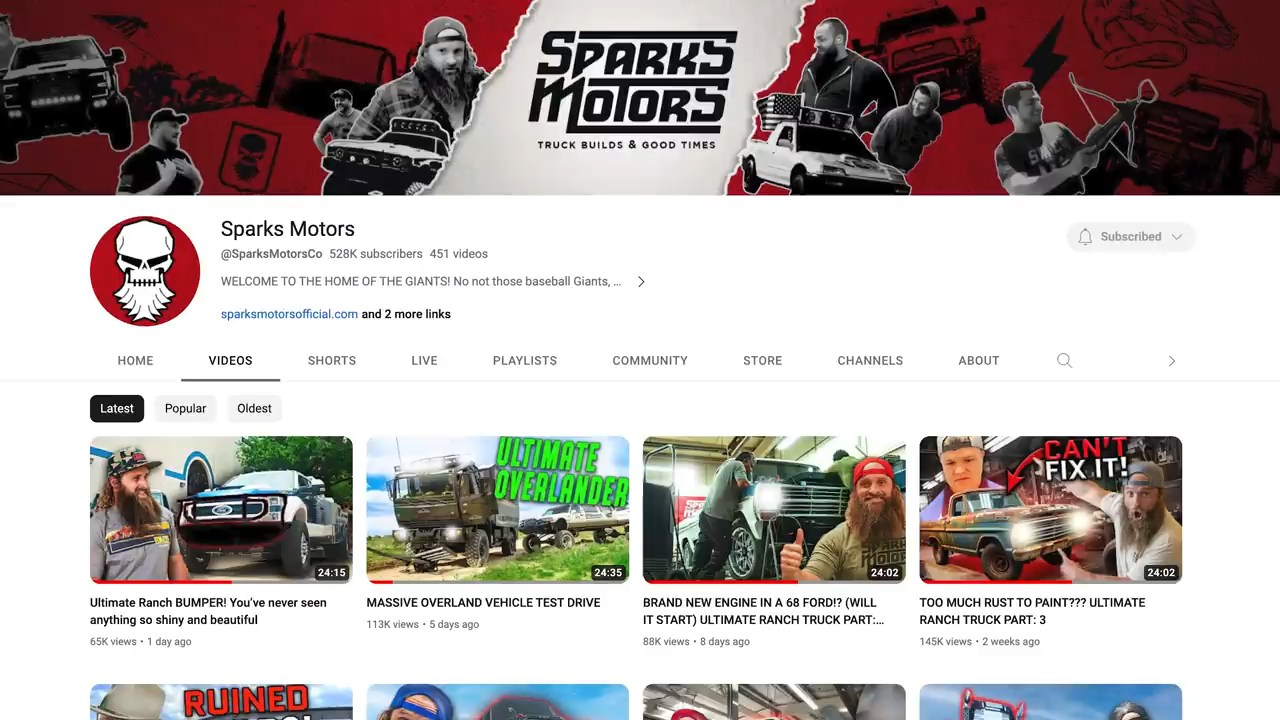 SPARKS
MOTORS
TRUCK BUILDS & GOOD TIMES
Sparks Motors
@SparksMotorsCo 528K subscribers 451 videos
WELCOME TO THE HOME OF THE GIANTS! No not those baseball Giants, ...
sparksmotorsofficial.com and 2 more links
Subscribed
HOME VIDEOS SHORTS LIVE PLAYLISTS COMMUNITY STORE CHANNELS ABOUT
Latest Popular Oldest
24:15
ULTIMATE
OVERLANDER
24:35
24:02
CAN'T
FIX IT!
24:02
Ultimate Ranch BUMPER! You've never seen
anything so shiny and beautiful
65K views • 1 day ago
MASSIVE OVERLAND VEHICLE TEST DRIVE
113K views • 5 days ago
BRAND NEW ENGINE IN A 68 FORD!? (WILL
IT START) ULTIMATE RANCH TRUCK PART:...
88K views • 8 days ago
TOO MUCH RUST TO PAINT??? ULTIMATE
RANCH TRUCK PART: 3
145K views • 2 weeks ago
RUINED